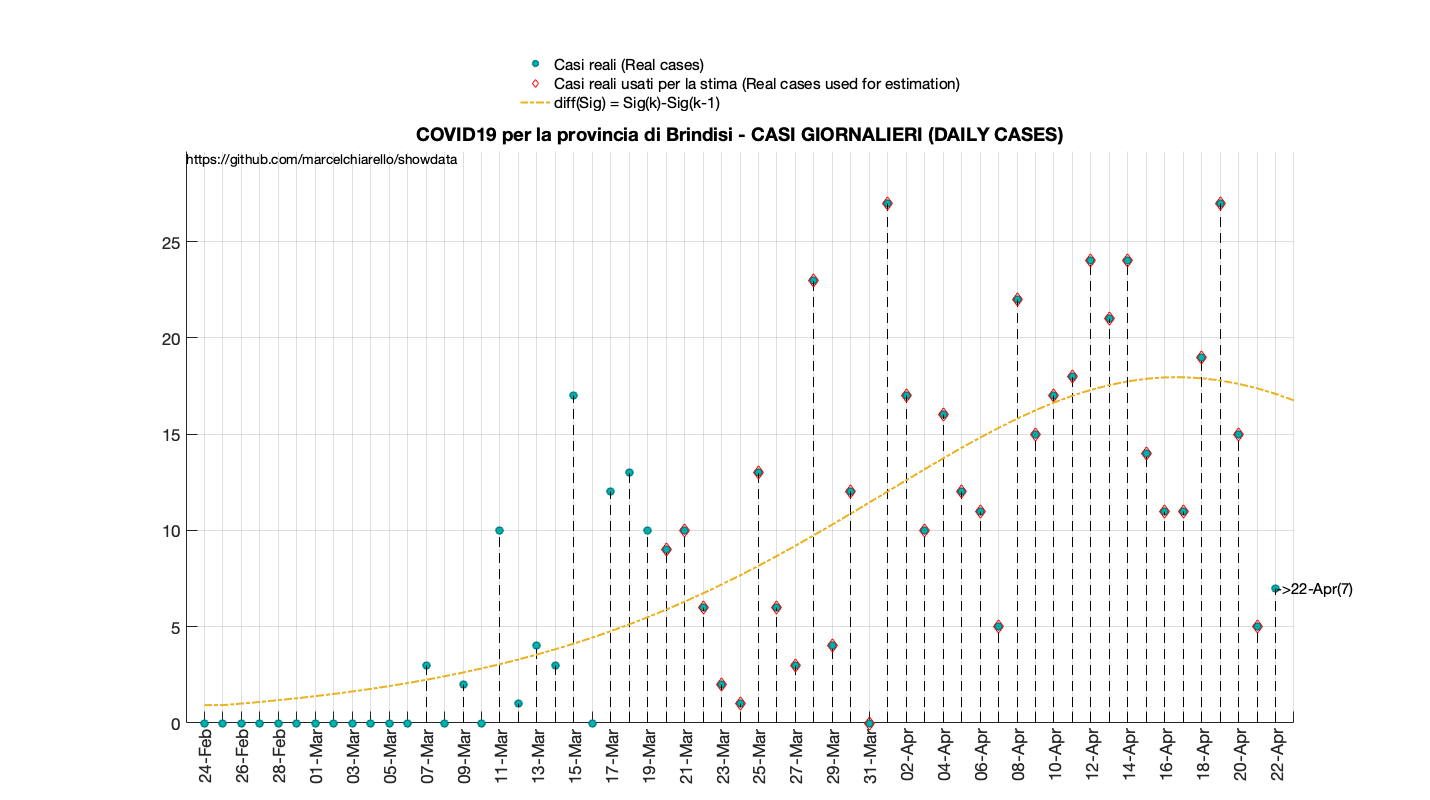 Casi reali (Real cases)
Casi reali usati per la stima (Real cases used for estimation)
diff(Sig) = Sig(k)-Sig(k-1)
COVID19 per la provincia di Brindisi - CASI GIORNALIERI (DAILY CASES)
https://github.com/marcelchiarello/showdata
25
20
15
10
5
0
>22-Apr(7)
24-Feb
26-Feb
28-Feb
01-Mar
03-Mar
05-Mar
07-Mar
09-Mar
11-Mar
13-Mar
15-Mar
17-Mar
19-Mar
21-Mar
23-Mar
25-Mar
27-Mar
29-Mar
31-Mar
02-Apr
04-Apr
06-Apr
08-Apr
10-Apr
12-Apr
14-Apr
16-Apr
18-Apr
20-Apr
22-Apr